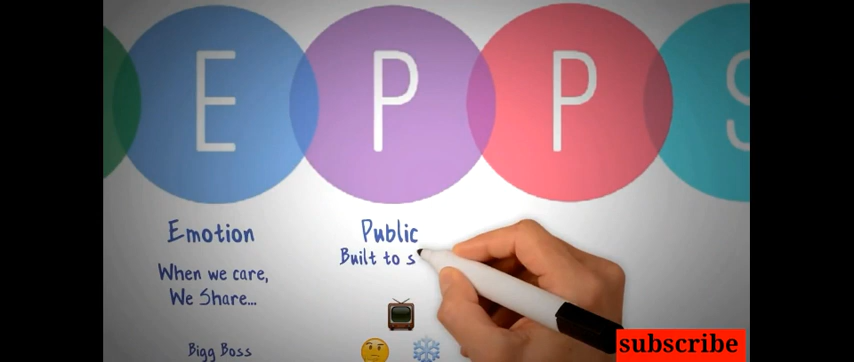 E P P S
Emotion
Public
Built to s
When we care,
We Share...
Bigg Boss
subscribe